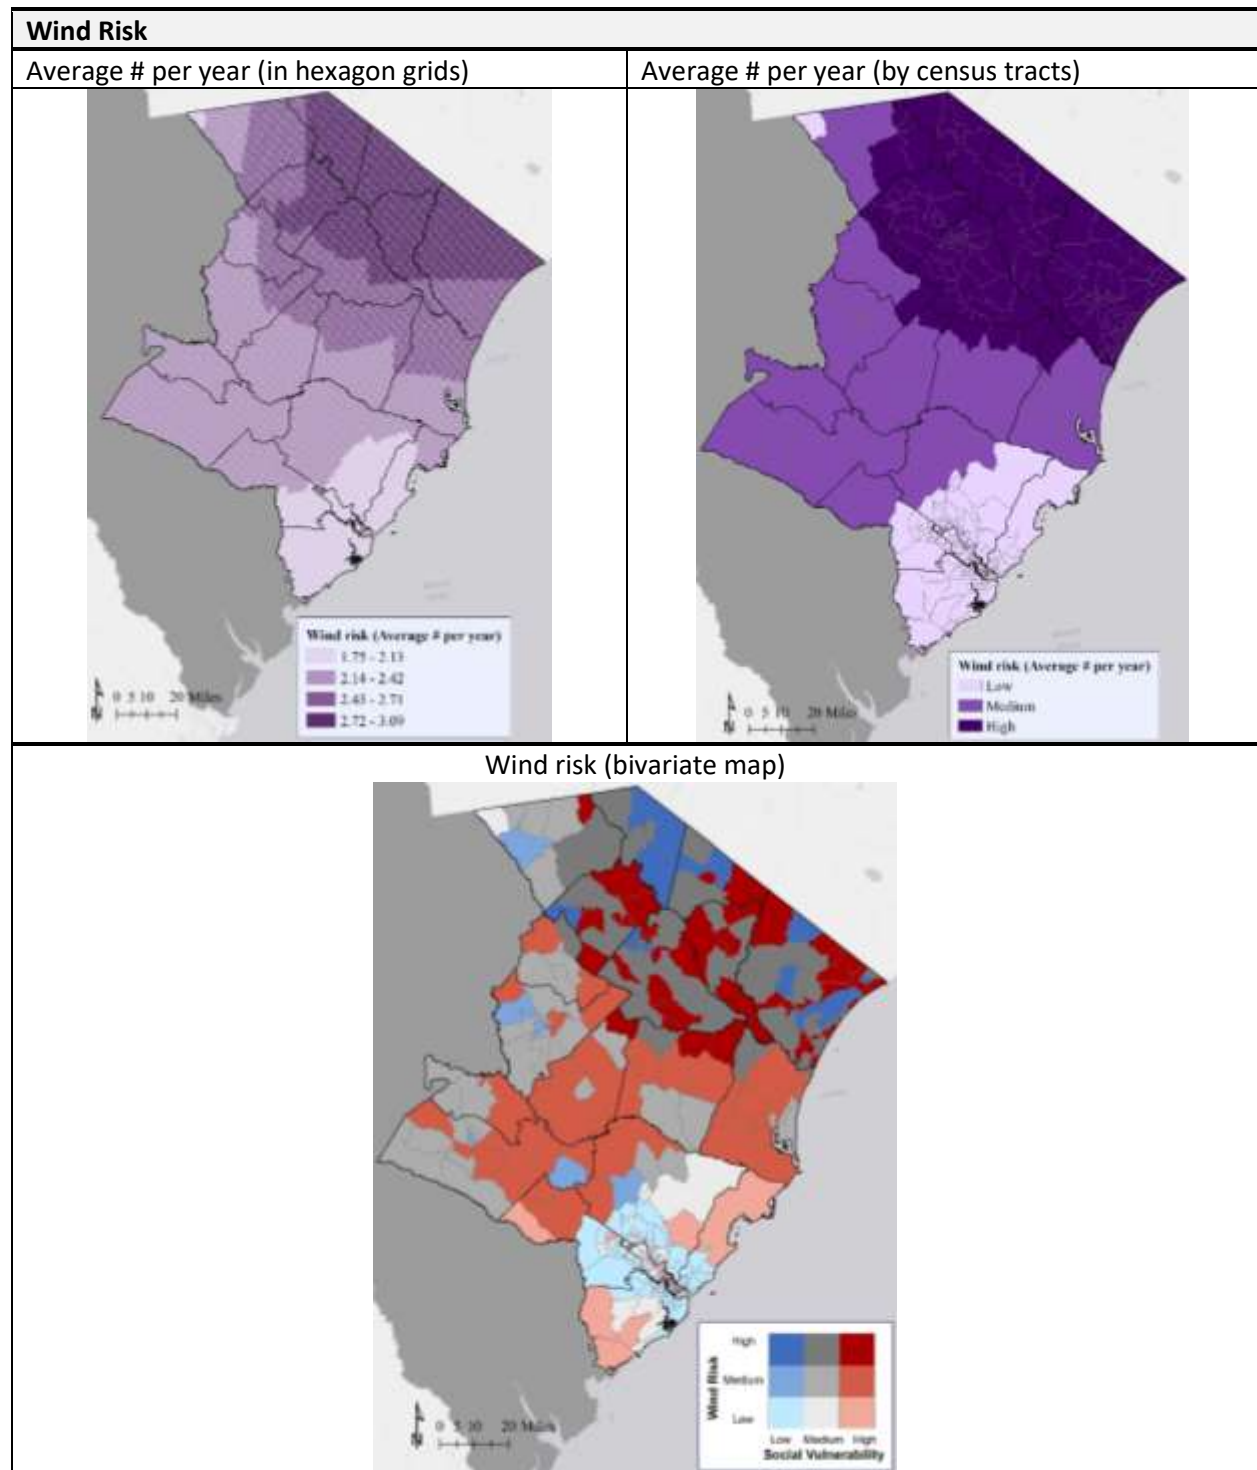 Wind Risk
Average # per year (in hexagon grids)
Average # per year (by census tracts)
Wind risk (Average # per year)
1.75 - 2.13
2.14 - 2.42
2.43 - 2.71
2.72 - 3.09
N
0 5 10 20 Miles
Wind risk (Average # per year)
Low
Medium
High
N
0 5 10 20 Miles
Wind risk (bivariate map)
High
Medium
Low
Wind Risk
Low Medium High
Social Vulnerability
N
0 5 10 20 Miles